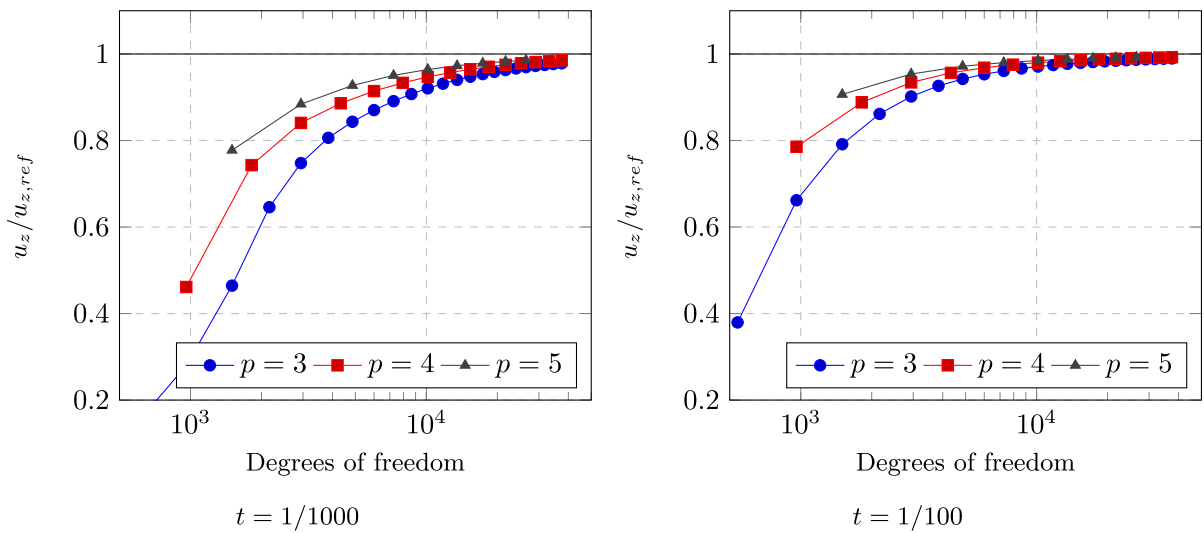 1
0.8
0.6
0.4
0.2
u_z/u_{z,ref}
10^3
10^4
Degrees of freedom
p = 3
p = 4
p = 5
t = 1/1000
1
0.8
0.6
0.4
0.2
u_z/u_{z,ref}
10^3
10^4
Degrees of freedom
p = 3
p = 4
p = 5
t = 1/100